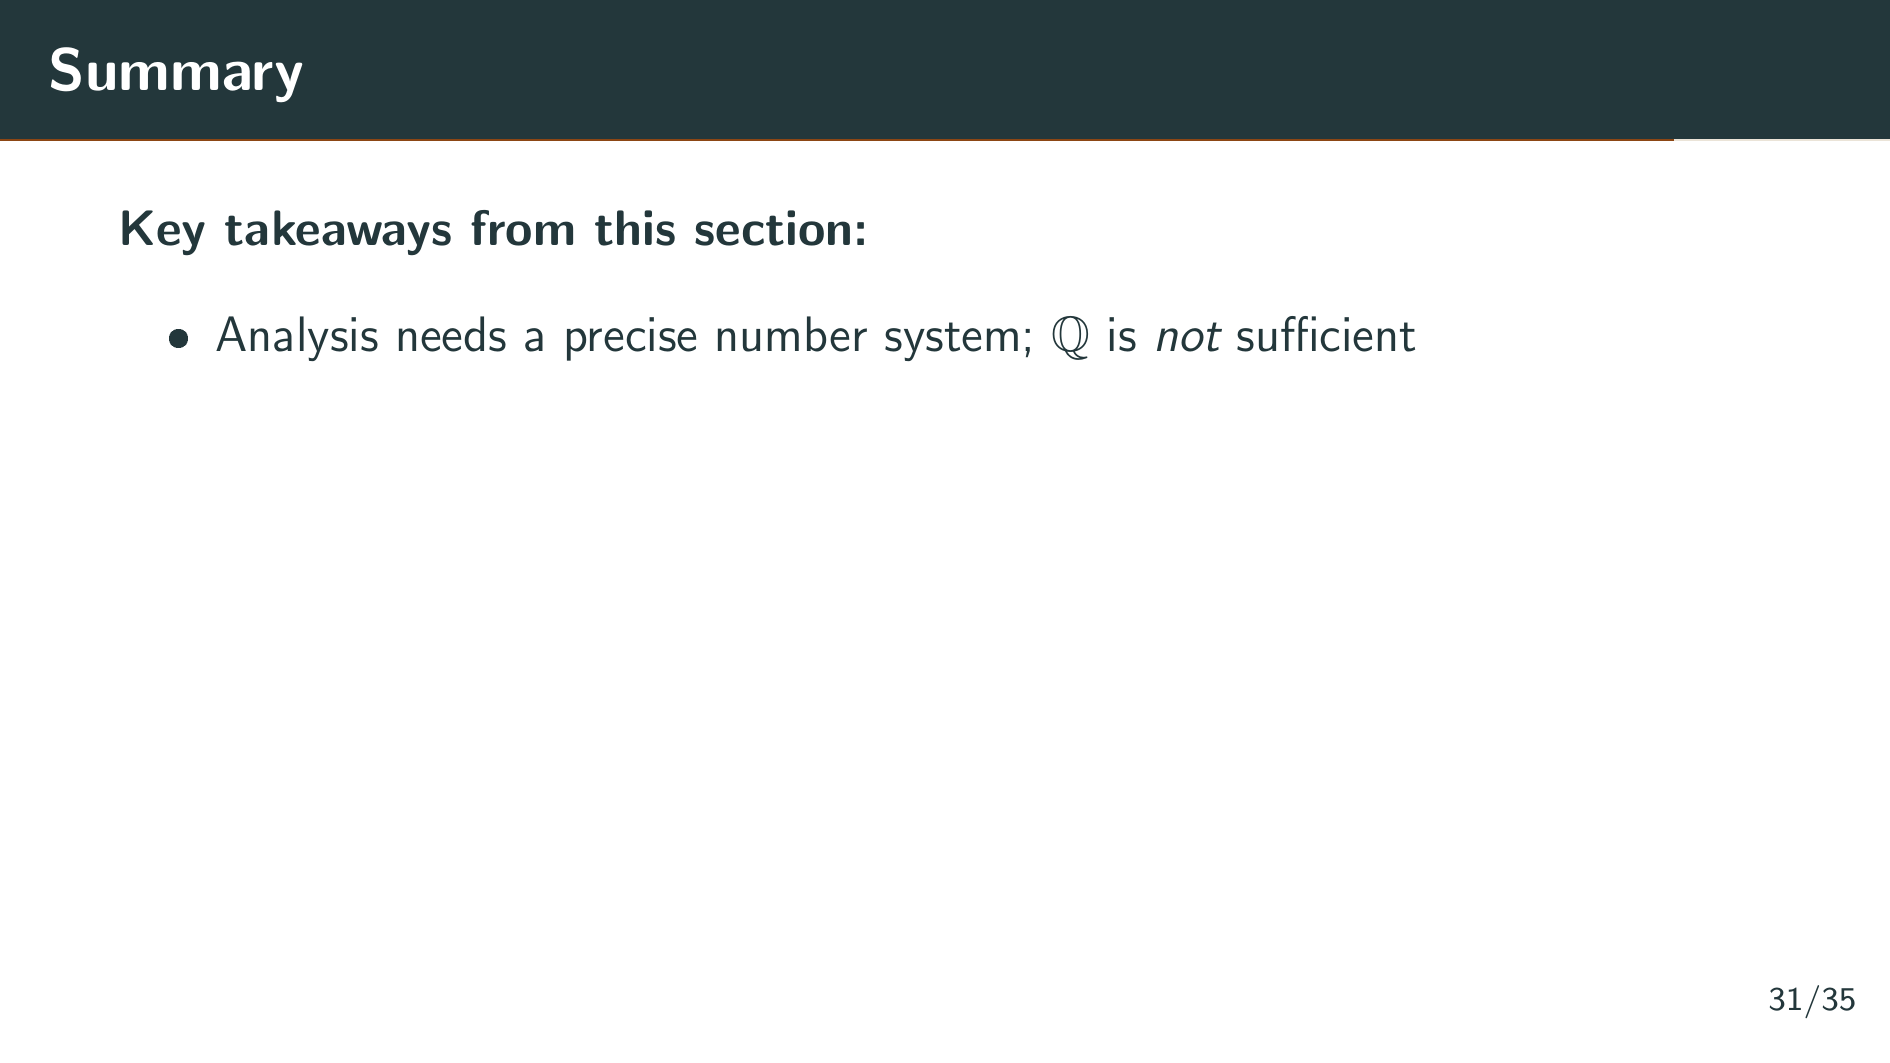 Summary
Key takeaways from this section:
• Analysis needs a precise number system; ℚ is not sufficient
31/35